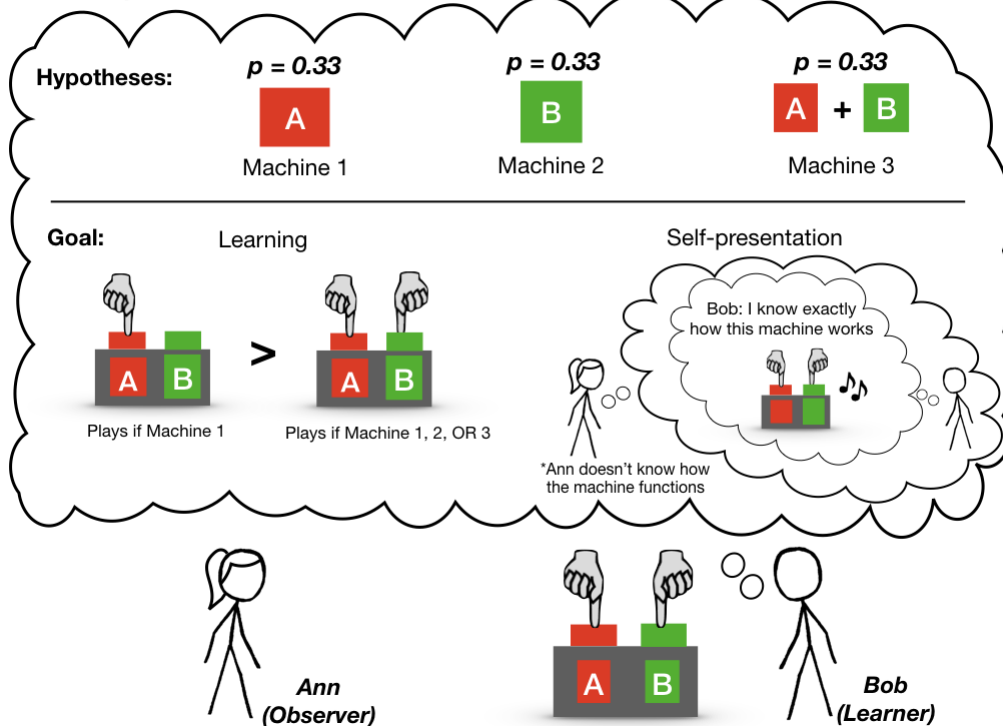 Hypotheses:
p = 0.33
p = 0.33
p = 0.33
A
B
A + B
Machine 1
Machine 2
Machine 3
Goal:
Learning
Self-presentation
A B
>
A B
Plays if Machine 1
Plays if Machine 1, 2, OR 3
Bob: I know exactly
how this machine works
*Ann doesn't know how
the machine functions
A B
Ann
(Observer)
Bob
(Learner)